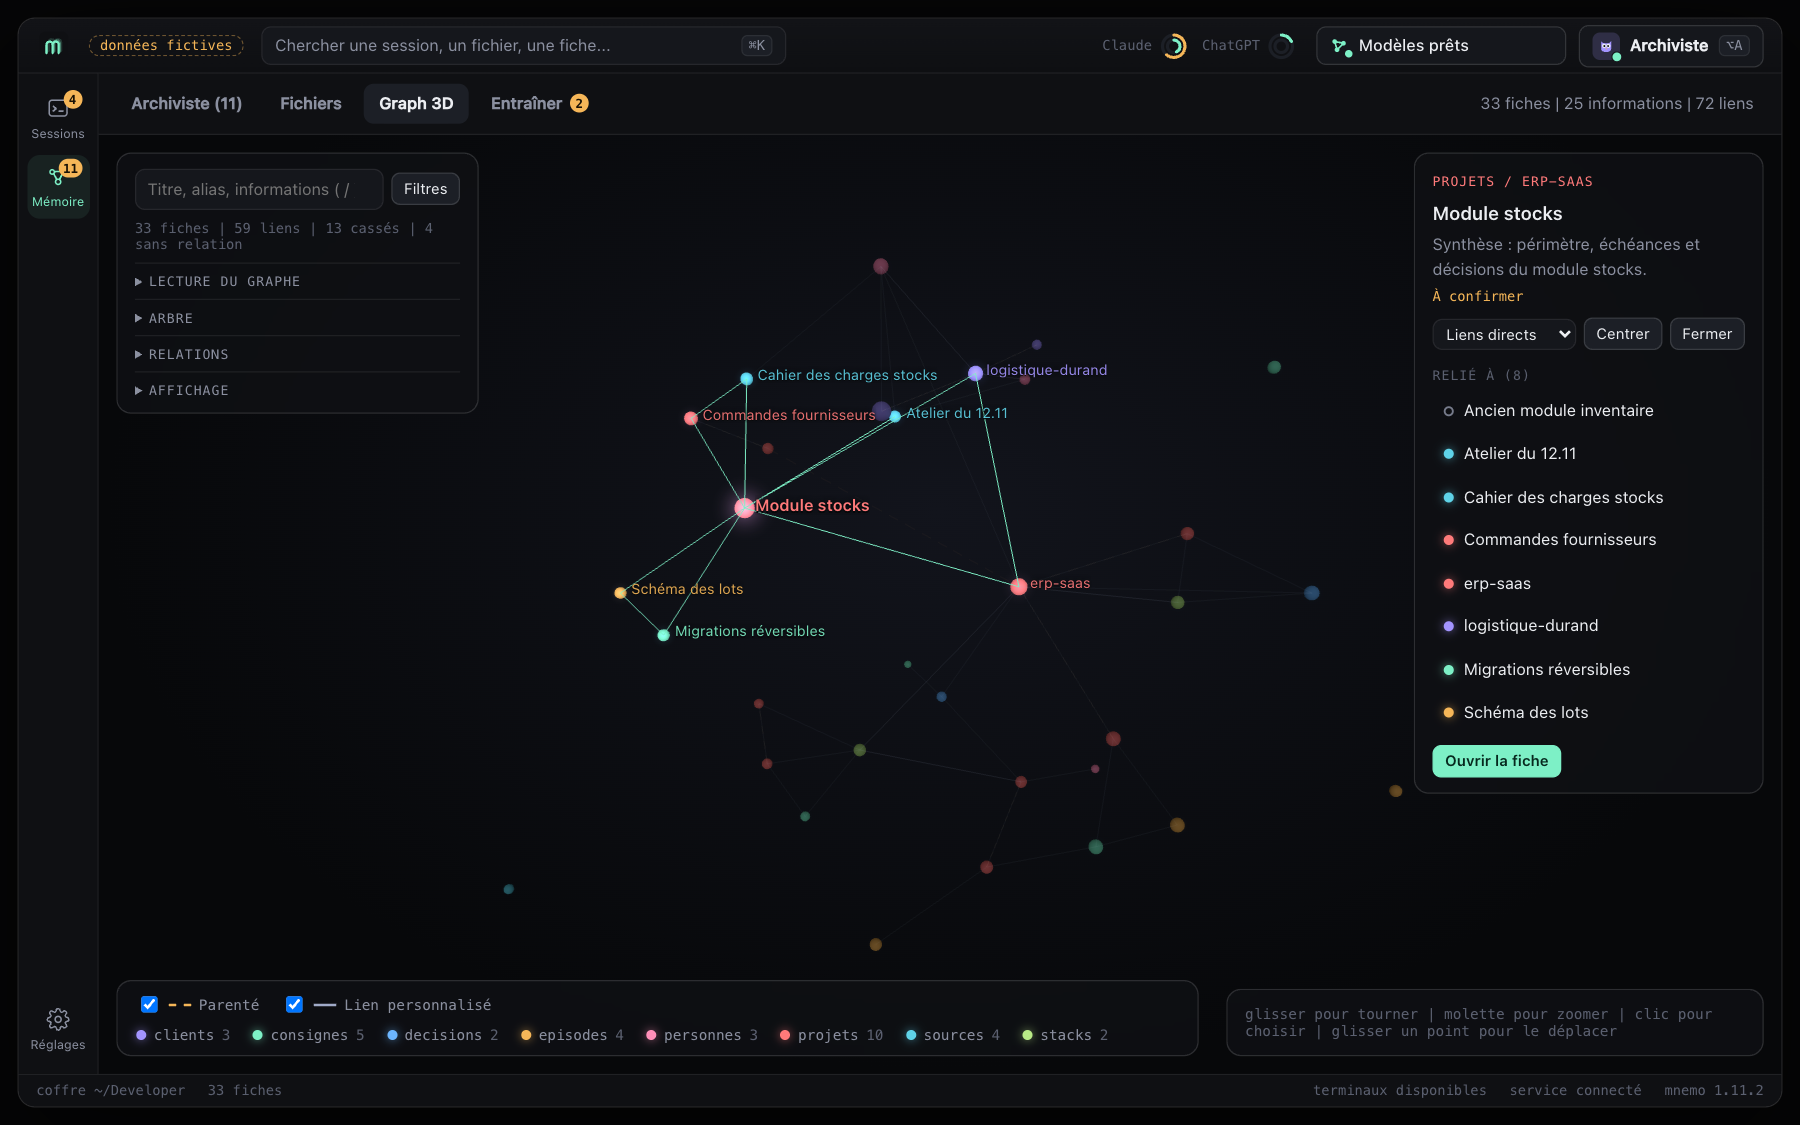 m
données fictives
Chercher une session, un fichier, une fiche...
⌘K
Claude
ChatGPT
Modèles prêts
Archiviste
⌥A
4
Sessions
11
Mémoire
Archiviste (11)
Fichiers
Graph 3D
Entraîner 2
33 fiches | 25 informations | 72 liens
Titre, alias, informations ( /
Filtres
33 fiches | 59 liens | 13 cassés | 4
sans relation
LECTURE DU GRAPHE
ARBRE
RELATIONS
AFFICHAGE
Cahier des charges stocks
logistique-durand
Commandes fournisseurs
Atelier du 12.11
Module stocks
erp-saas
Schéma des lots
Migrations réversibles
PROJETS / ERP-SAAS
Module stocks
Synthèse : périmètre, échéances et
décisions du module stocks.
À confirmer
Liens directs
Centrer
Fermer
RELIÉ À (8)
Ancien module inventaire
Atelier du 12.11
Cahier des charges stocks
Commandes fournisseurs
erp-saas
logistique-durand
Migrations réversibles
Schéma des lots
Ouvrir la fiche
Parenté
Lien personnalisé
clients 3
consignes 5
decisions 2
episodes 4
personnes 3
projets 10
sources 4
stacks 2
glisser pour tourner | molette pour zoomer | clic pour
choisir | glisser un point pour le déplacer
Réglages
coffre ~/Developer
33 fiches
terminaux disponibles
service connecté
mnemo 1.11.2